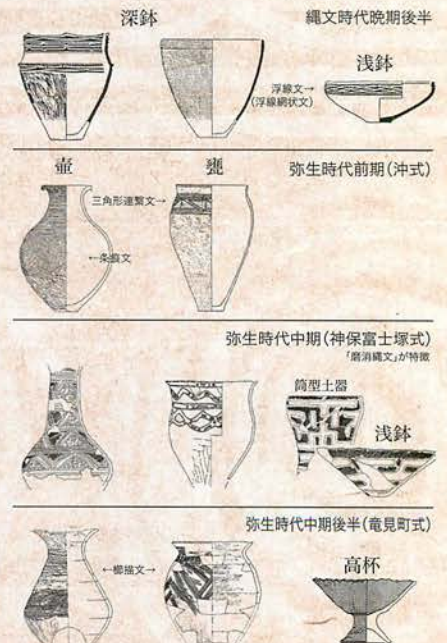 深鉢
縄文時代晩期後半
浅鉢
浮線文→
(浮線網状文)
壺
甕
弥生時代前期(沖式)
三角形連繋文→
←条痕文
弥生時代中期(神保富士塚式)
「磨消縄文」が特徴
筒型土器
浅鉢
弥生時代中期後半(竜見町式)
←櫛描文→
高杯